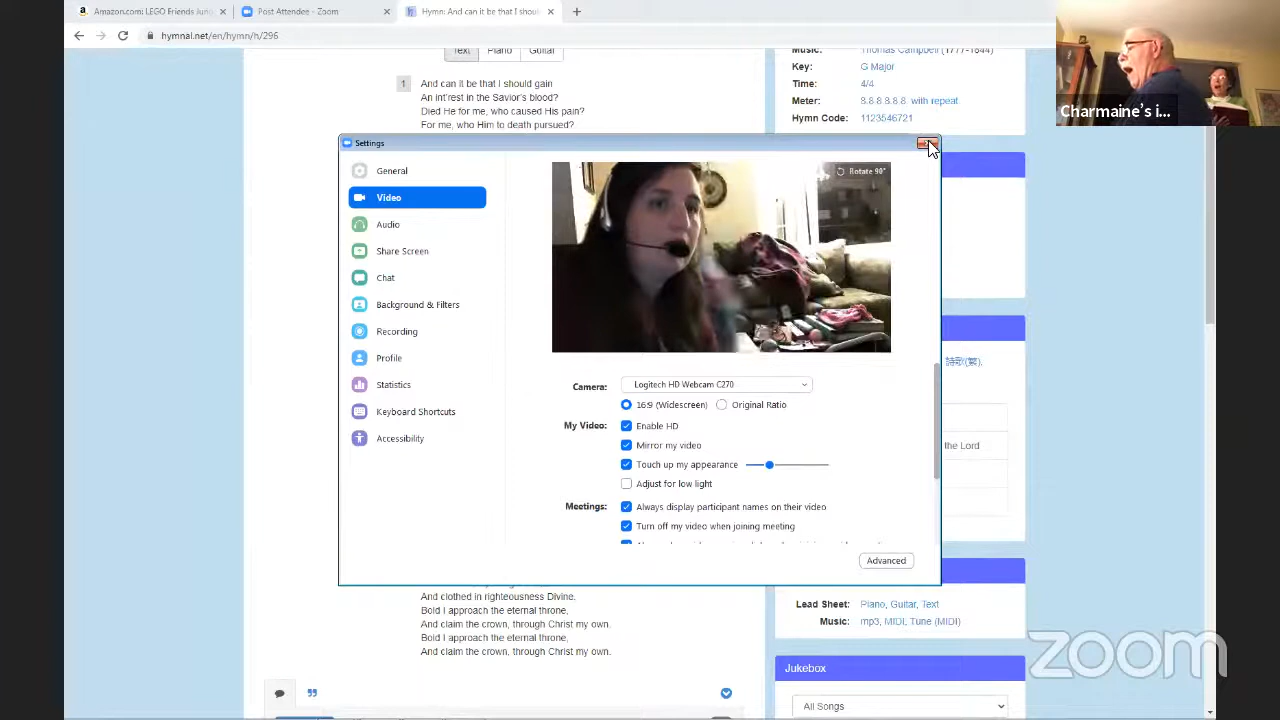 Amazon.com: LEGO Friends Juni
Post Attendee - Zoom
Hymn: And can it be that I shoul
hymnal.net/en/hymn/h/296
Text
Piano
Guitar
1
And can it be that I should gain
An int'rest in the Savior's blood?
Died He for me, who caused His pain?
For me, who Him to death pursued?
Music: Thomas Campbell (1777-1844)
Key: G Major
Time: 4/4
Meter: 8.8.8.8.8.8. with repeat
Hymn Code: 1123546721
Charmaine's i...
Settings
General
Video
Audio
Share Screen
Chat
Background & Filters
Recording
Profile
Statistics
Keyboard Shortcuts
Accessibility
Rotate 90°
Camera: Logitech HD Webcam C270
16:9 (Widescreen) Original Ratio
My Video: Enable HD
Mirror my video
Touch up my appearance
Adjust for low light
Meetings: Always display participant names on their video
Turn off my video when joining meeting
Advanced
詩歌(繁).
the Lord
And clothed in righteousness Divine.
Bold I approach the eternal throne,
And claim the crown, through Christ my own.
Bold I approach the eternal throne,
And claim the crown, through Christ my own.
Lead Sheet: Piano, Guitar, Text
Music: mp3, MIDI, Tune (MIDI)
Jukebox
All Songs
zoom